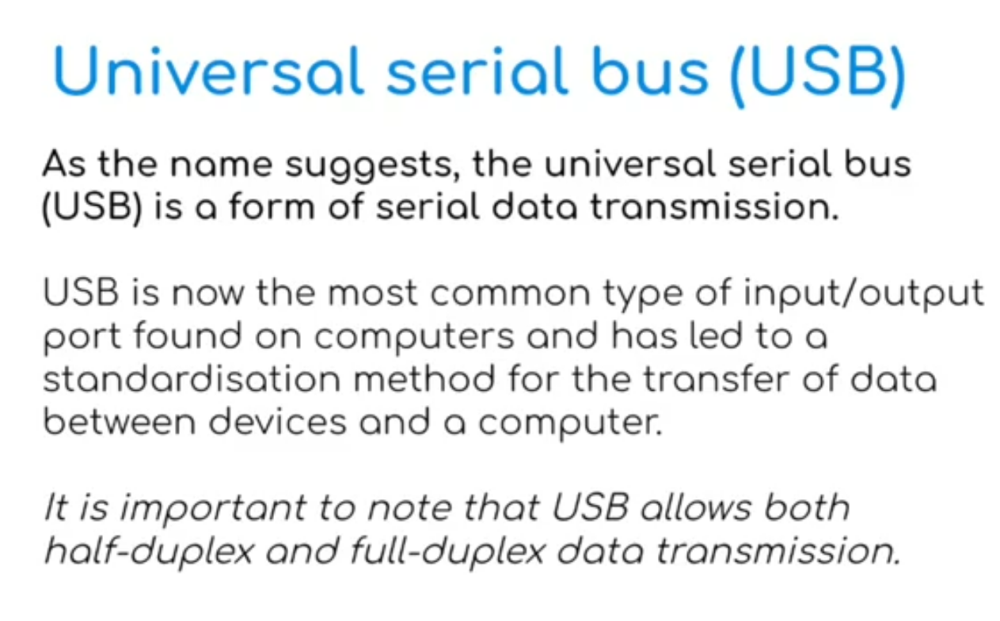 Universal serial bus (USB)
As the name suggests, the universal serial bus
(USB) is a form of serial data transmission.
USB is now the most common type of input/output
port found on computers and has led to a
standardisation method for the transfer of data
between devices and a computer.
It is important to note that USB allows both
half-duplex and full-duplex data transmission.